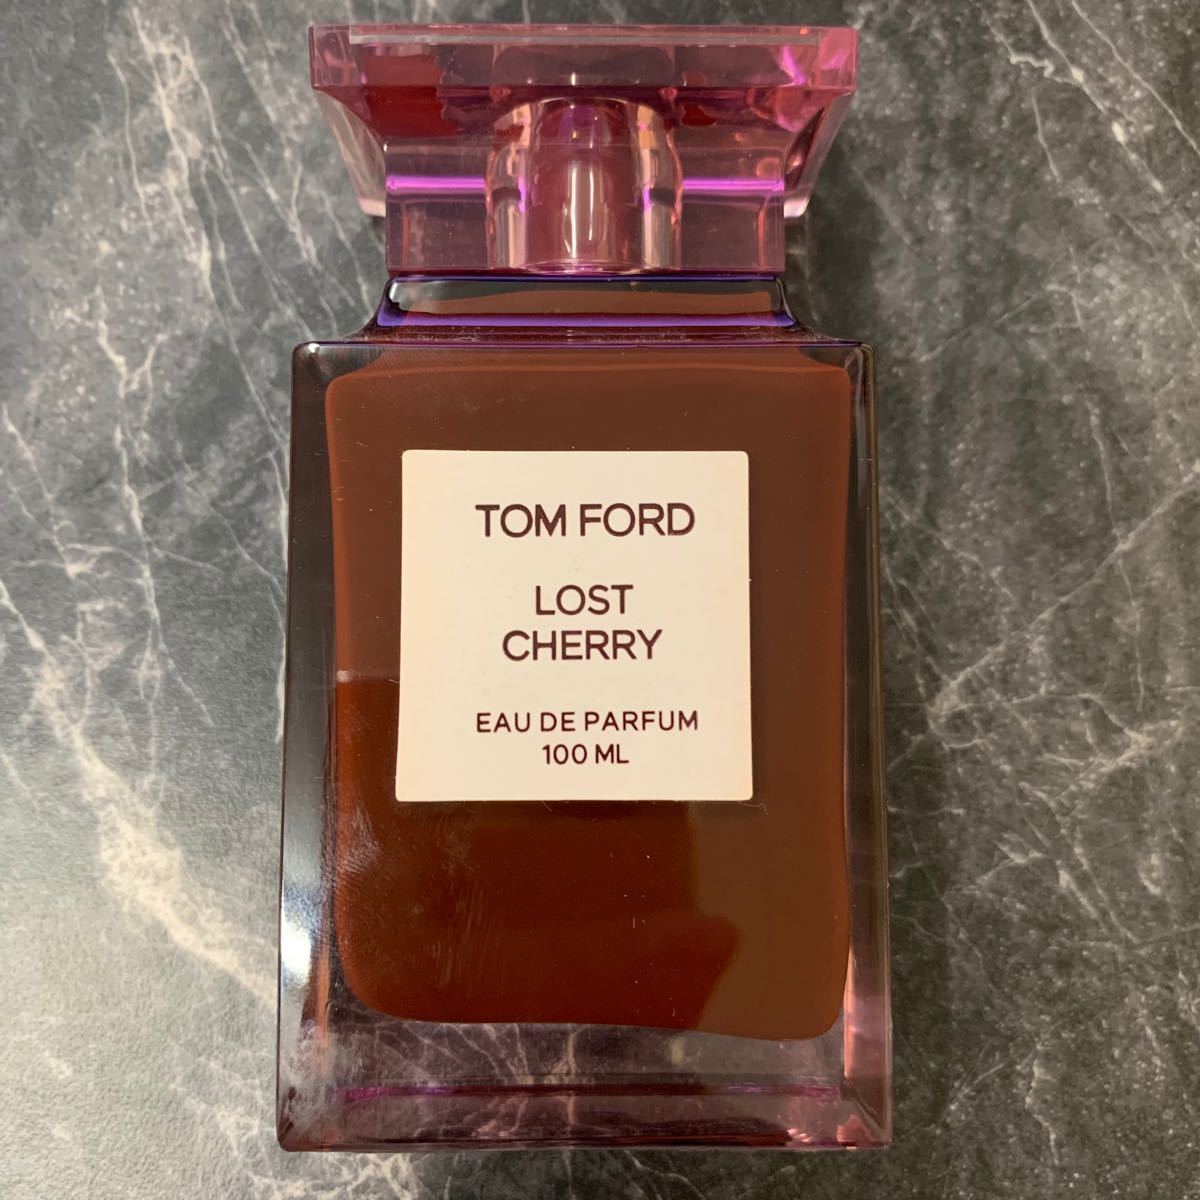 TOM FORD
LOST
CHERRY
EAU DE PARFUM
100 ML